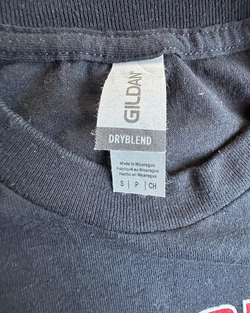 GILDAN
DRYBLEND
Made in Nicaragua
Fabriqué au Nicaragua
Hecho en Nicaragua
S | P | CH